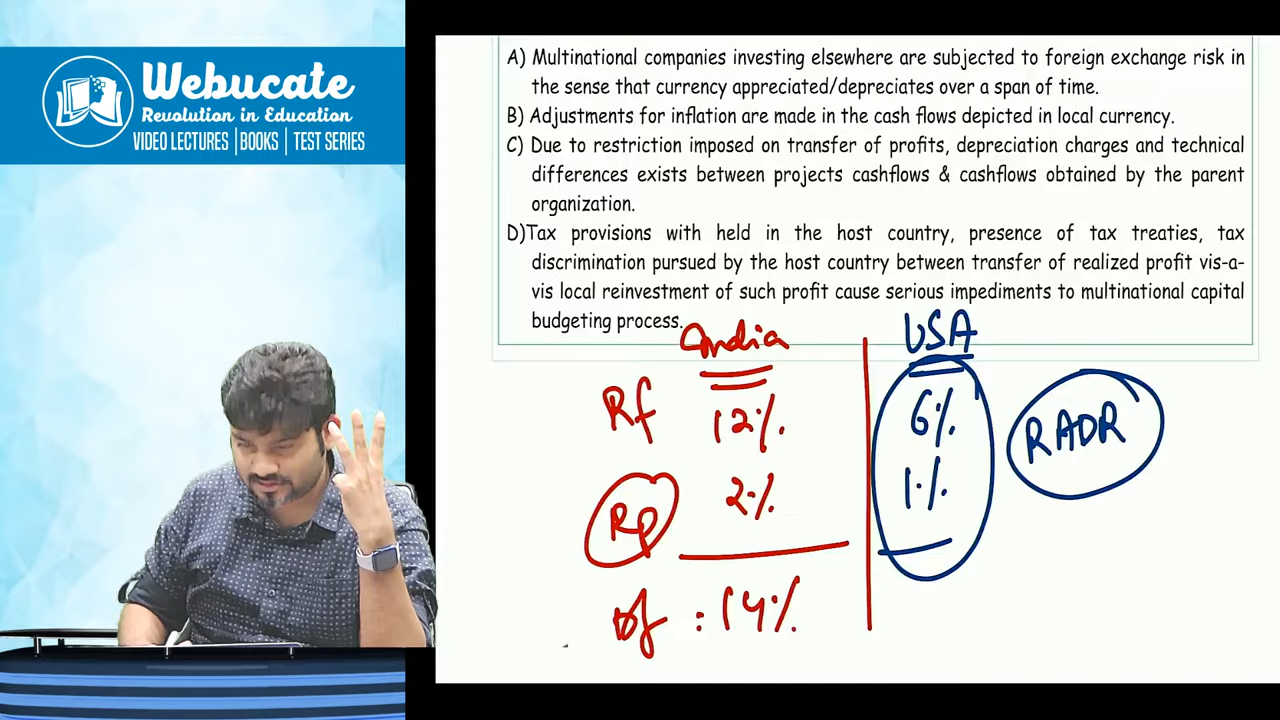 Webucate
Revolution in Education
VIDEO LECTURES | BOOKS | TEST SERIES
A) Multinational companies investing elsewhere are subjected to foreign exchange risk in
the sense that currency appreciated/depreciates over a span of time.
B) Adjustments for inflation are made in the cash flows depicted in local currency.
C) Due to restriction imposed on transfer of profits, depreciation charges and technical
differences exists between projects cashflows & cashflows obtained by the parent
organization.
D)Tax provisions with held in the host country, presence of tax treaties, tax
discrimination pursued by the host country between transfer of realized profit vis-a-
vis local reinvestment of such profit cause serious impediments to multinational capital
budgeting process.
India USA
Rf 12% 6% RADR
Rp 2% 1%
Df : 14%